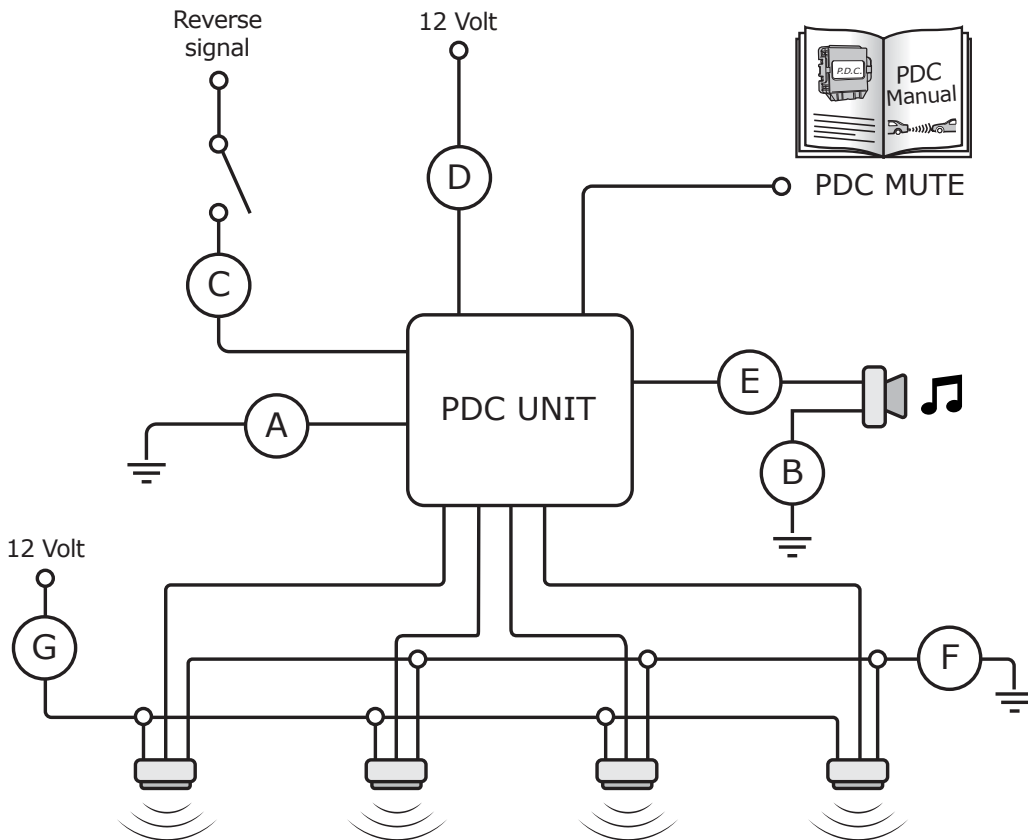 Reverse
signal
12 Volt
P.D.C.
PDC
Manual
D
PDC MUTE
C
E
PDC UNIT
A
B
12 Volt
G
F